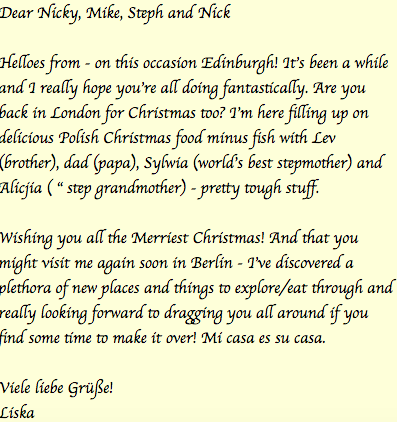 Dear Nicky, Mike, Steph and Nick
Helloes from - on this occasion Edinburgh! It's been a while
and I really hope you're all doing fantastically. Are you
back in London for Christmas too? I'm here filling up on
delicious Polish Christmas food minus fish with Lev
(brother), dad (papa), Sylwia (world's best stepmother) and
Alicjia ( “ step grandmother) - pretty tough stuff.
Wishing you all the Merriest Christmas! And that you
might visit me again soon in Berlin - I've discovered a
plethora of new places and things to explore/eat through and
really looking forward to dragging you all around if you
find some time to make it over! Mi casa es su casa.
Viele liebe Grüße!
Liska